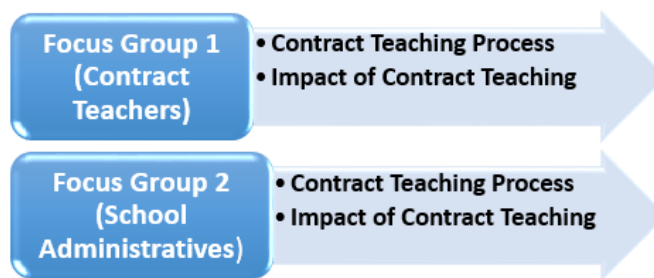 Focus Group 1
(Contract
Teachers)
• Contract Teaching Process
• Impact of Contract Teaching
Focus Group 2
(School
Administratives)
• Contract Teaching Process
• Impact of Contract Teaching